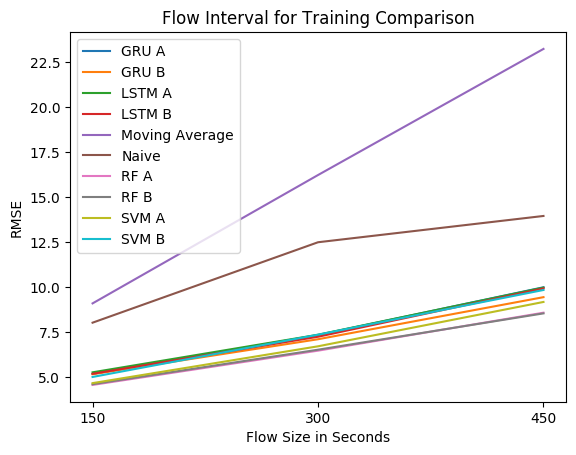 Flow Interval for Training Comparison
GRU A
GRU B
LSTM A
LSTM B
Moving Average
Naive
RF A
RF B
SVM A
SVM B
RMSE
22.5
20.0
17.5
15.0
12.5
10.0
7.5
5.0
150
300
450
Flow Size in Seconds